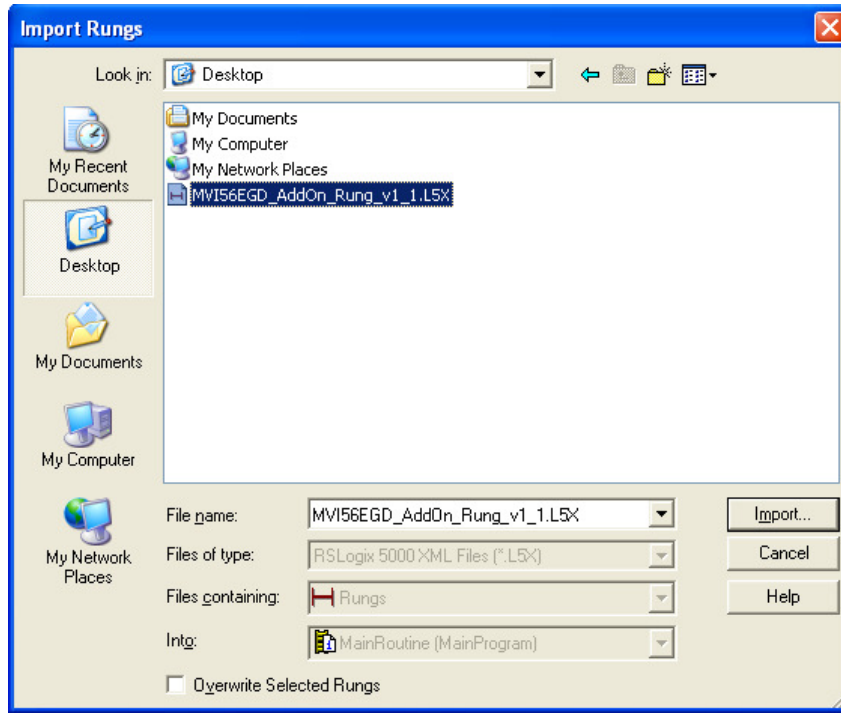 Import Rungs
Look in: Desktop
My Documents
My Computer
My Network Places
MVI56EGD_AddOn_Rung_v1_1.L5X
My Recent
Documents
Desktop
My Documents
My Computer
My Network
Places
File name: MVI56EGD_AddOn_Rung_v1_1.L5X Import...
Files of type: RSLogix 5000 XML Files (*.L5X) Cancel
Files containing: Rungs Help
Into: MainRoutine (MainProgram)
Overwrite Selected Rungs